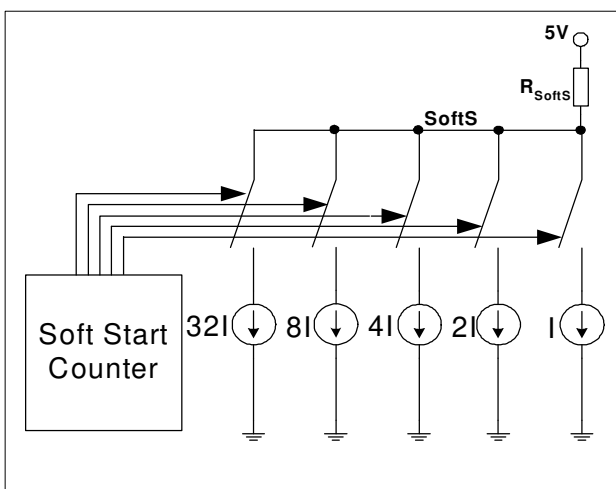 5V
R_SoftS
SoftS
Soft Start
Counter
32I
8I
4I
2I
I